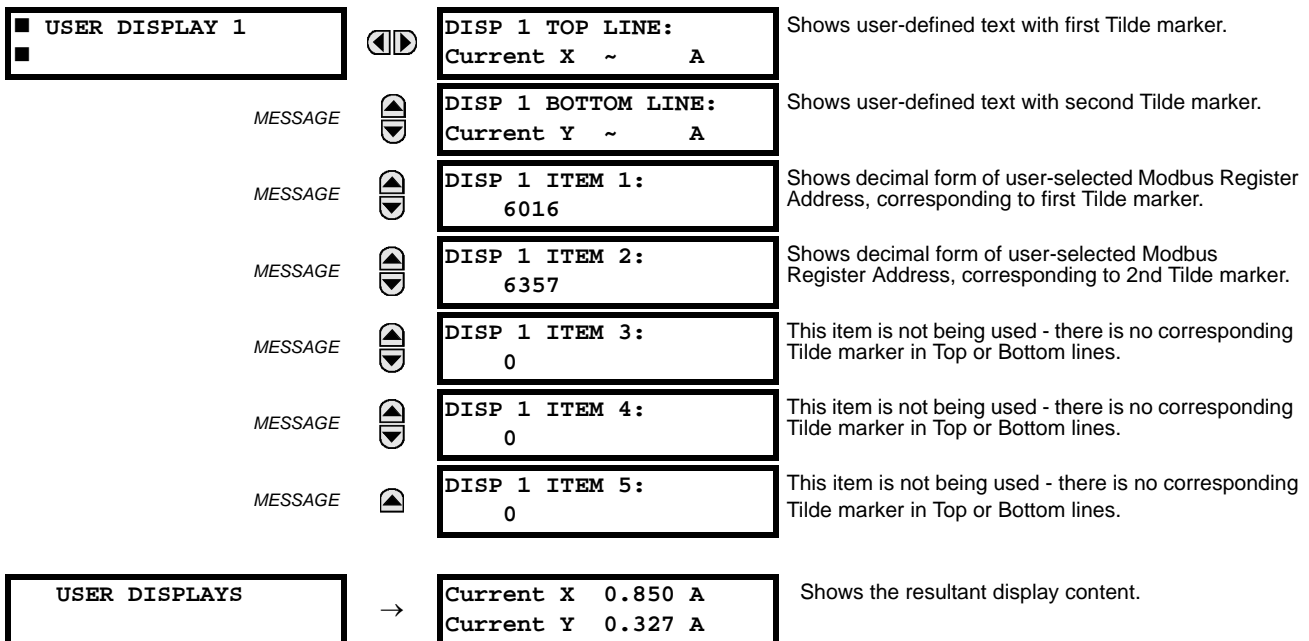 ■ USER DISPLAY 1
■
DISP 1 TOP LINE:
Current X ~ A
Shows user-defined text with first Tilde marker.
MESSAGE
DISP 1 BOTTOM LINE:
Current Y ~ A
Shows user-defined text with second Tilde marker.
MESSAGE
DISP 1 ITEM 1:
6016
Shows decimal form of user-selected Modbus Register
Address, corresponding to first Tilde marker.
MESSAGE
DISP 1 ITEM 2:
6357
Shows decimal form of user-selected Modbus
Register Address, corresponding to 2nd Tilde marker.
MESSAGE
DISP 1 ITEM 3:
0
This item is not being used - there is no corresponding
Tilde marker in Top or Bottom lines.
MESSAGE
DISP 1 ITEM 4:
0
This item is not being used - there is no corresponding
Tilde marker in Top or Bottom lines.
MESSAGE
DISP 1 ITEM 5:
0
This item is not being used - there is no corresponding
Tilde marker in Top or Bottom lines.
USER DISPLAYS
→
Current X 0.850 A
Current Y 0.327 A
Shows the resultant display content.